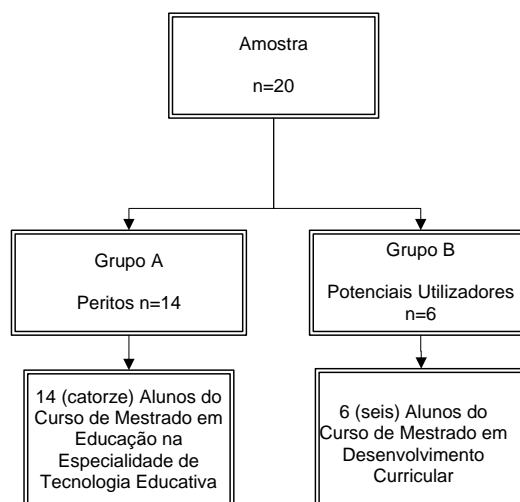 Amostra
n=20
Grupo A
Peritos n=14
Grupo B
Potenciais Utilizadores
n=6
14 (catorze) Alunos do
Curso de Mestrado em
Educação na
Especialidade de
Tecnologia Educativa
6 (seis) Alunos do
Curso de Mestrado em
Desenvolvimento
Curricular